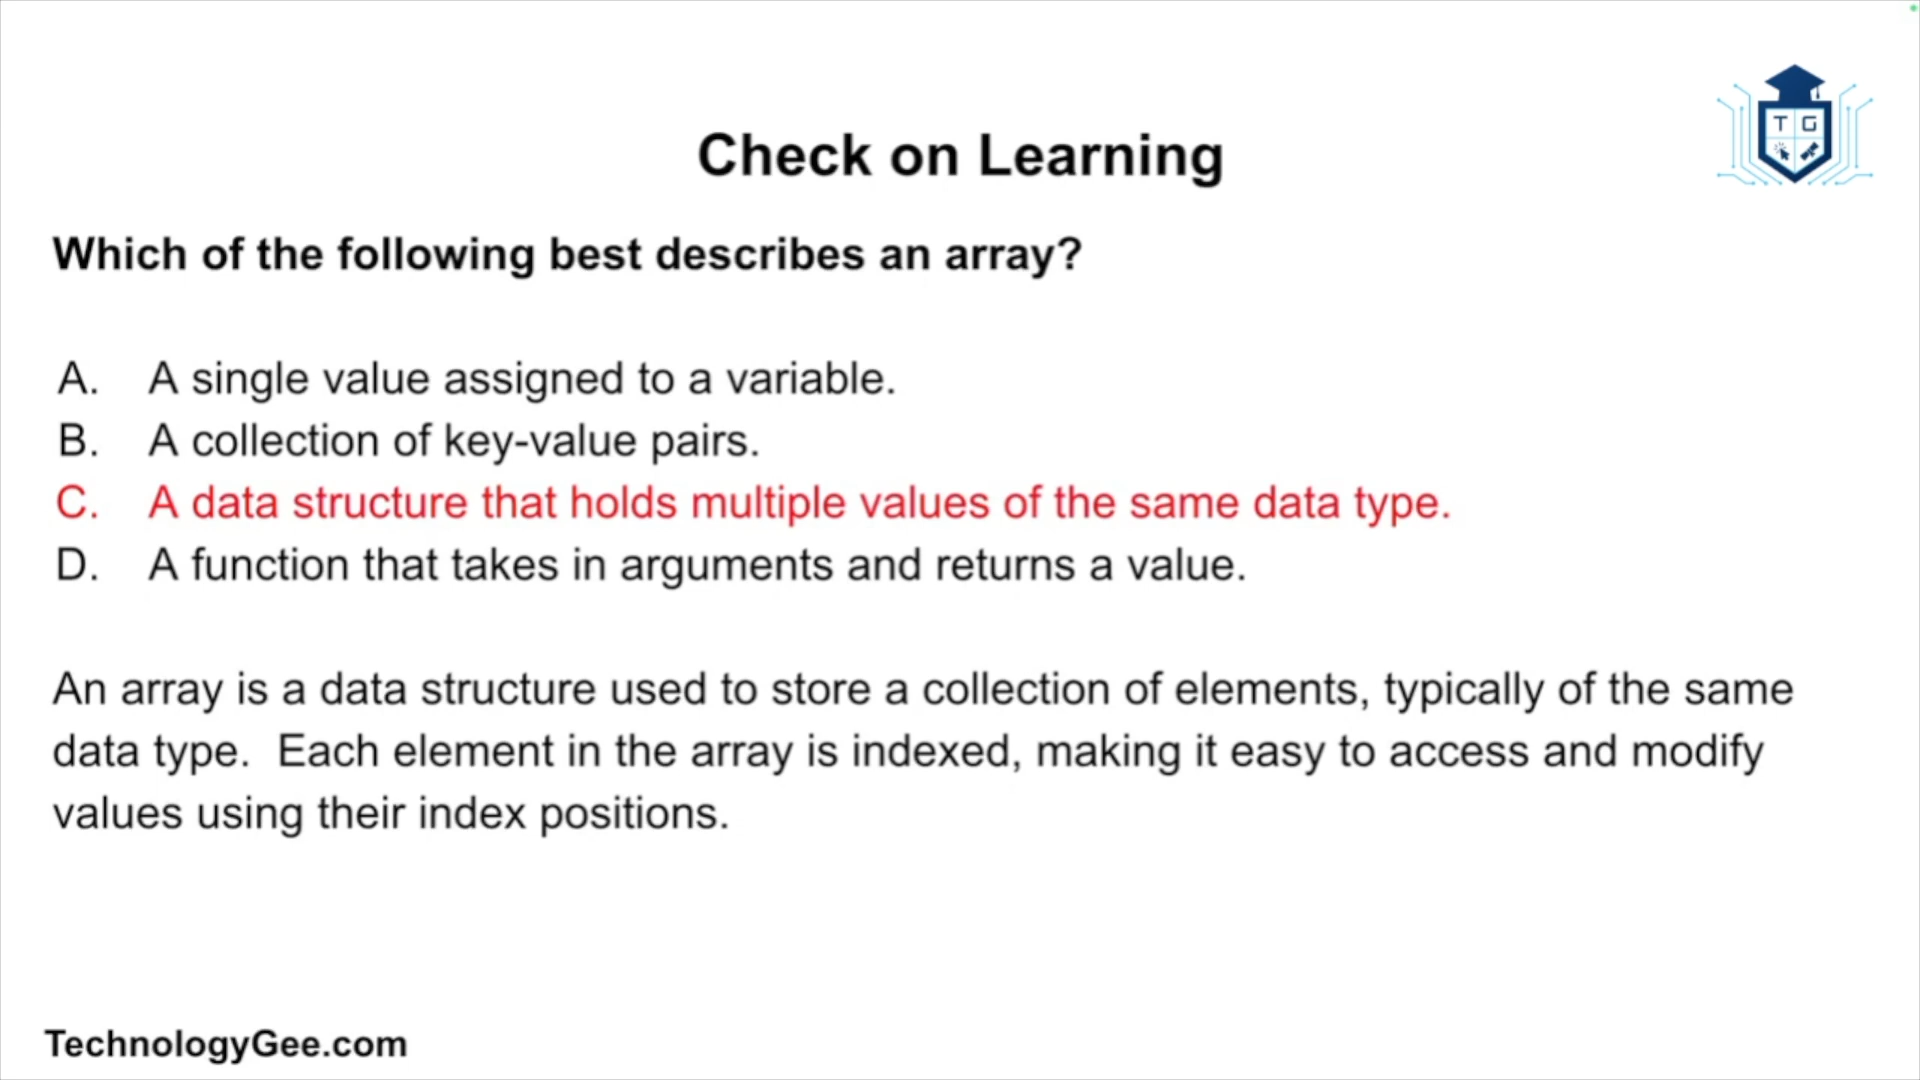 T G
Check on Learning
Which of the following best describes an array?
A. A single value assigned to a variable.
B. A collection of key-value pairs.
C. A data structure that holds multiple values of the same data type.
D. A function that takes in arguments and returns a value.
An array is a data structure used to store a collection of elements, typically of the same
data type. Each element in the array is indexed, making it easy to access and modify
values using their index positions.
TechnologyGee.com